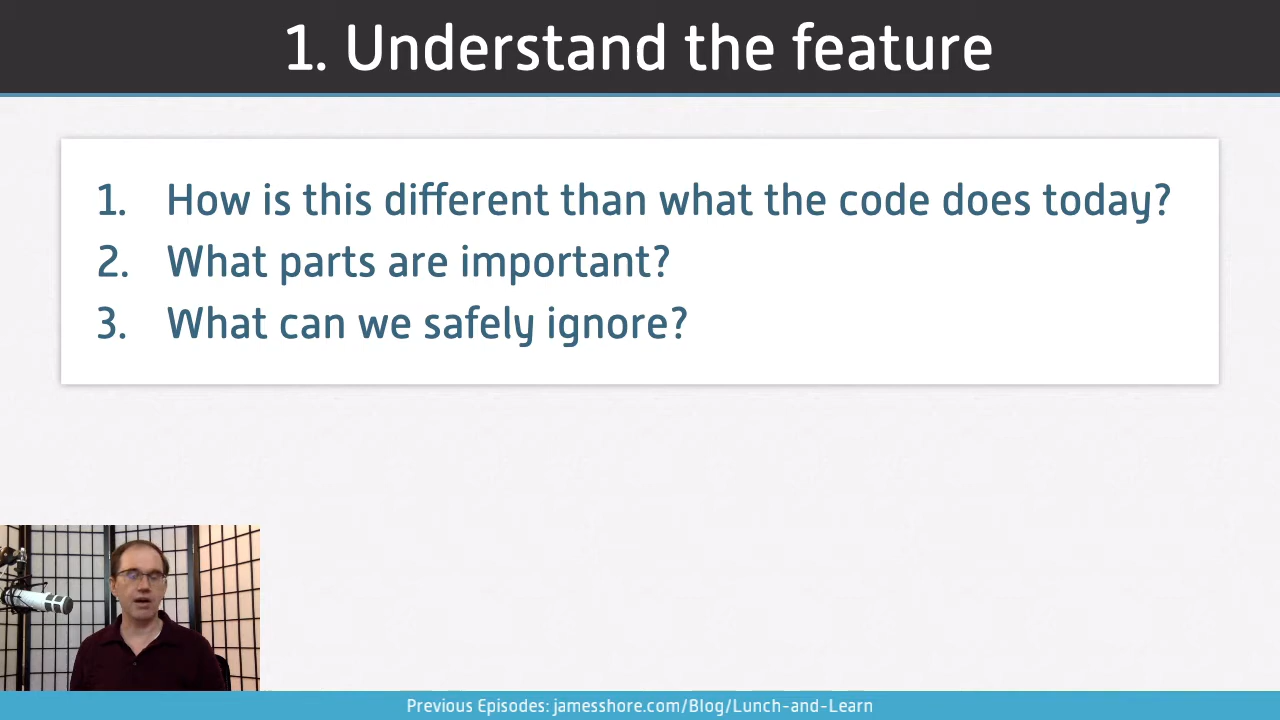 1. Understand the feature
1. How is this different than what the code does today?
2. What parts are important?
3. What can we safely ignore?
Previous Episodes: jamesshore.com/Blog/Lunch-and-Learn